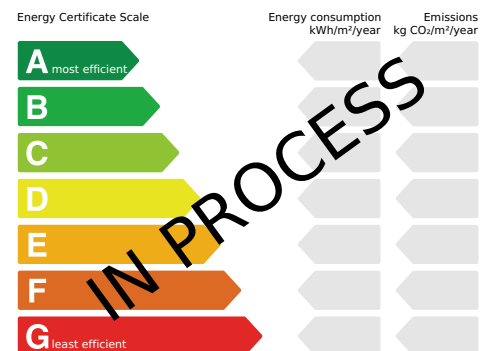 Energy Certificate Scale
Energy consumption
kWh/m²/year
Emissions
kg CO₂/m²/year
A most efficient
B
C
D
E
F
G least efficient
IN PROCESS